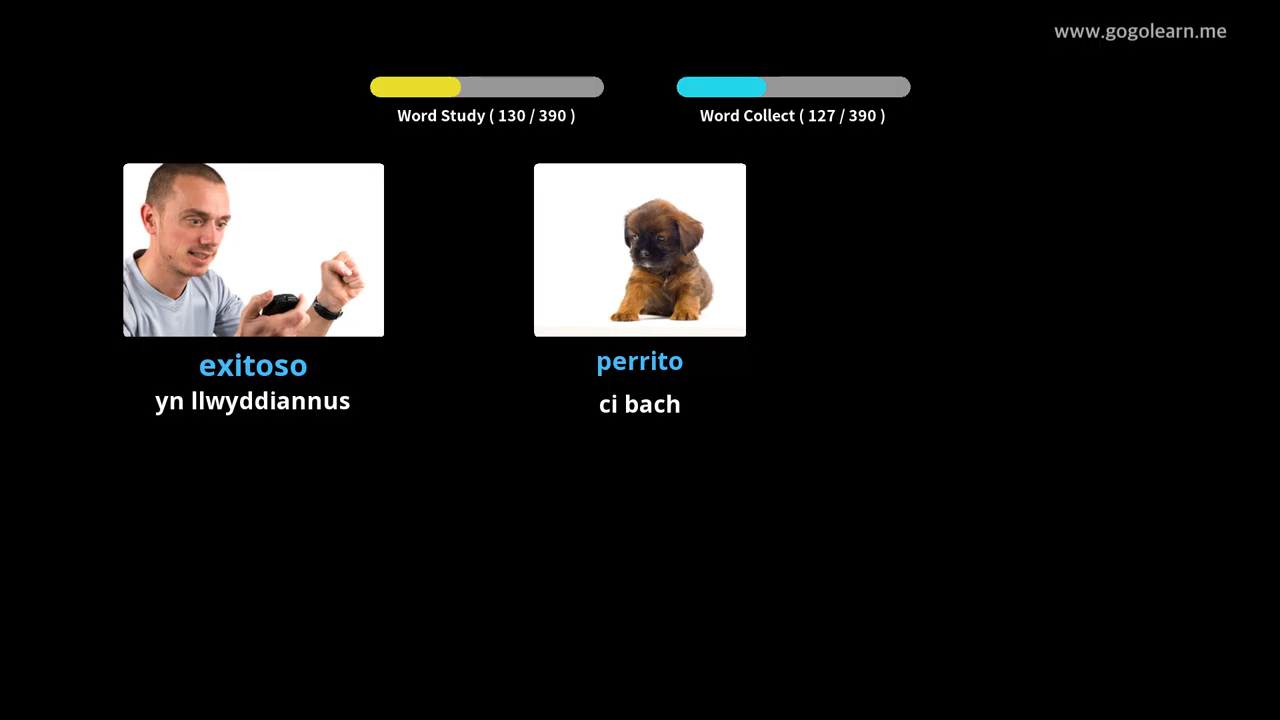 www.gogolearn.me
Word Study ( 130 / 390 )
Word Collect ( 127 / 390 )
exitoso
yn llwyddiannus
perrito
ci bach